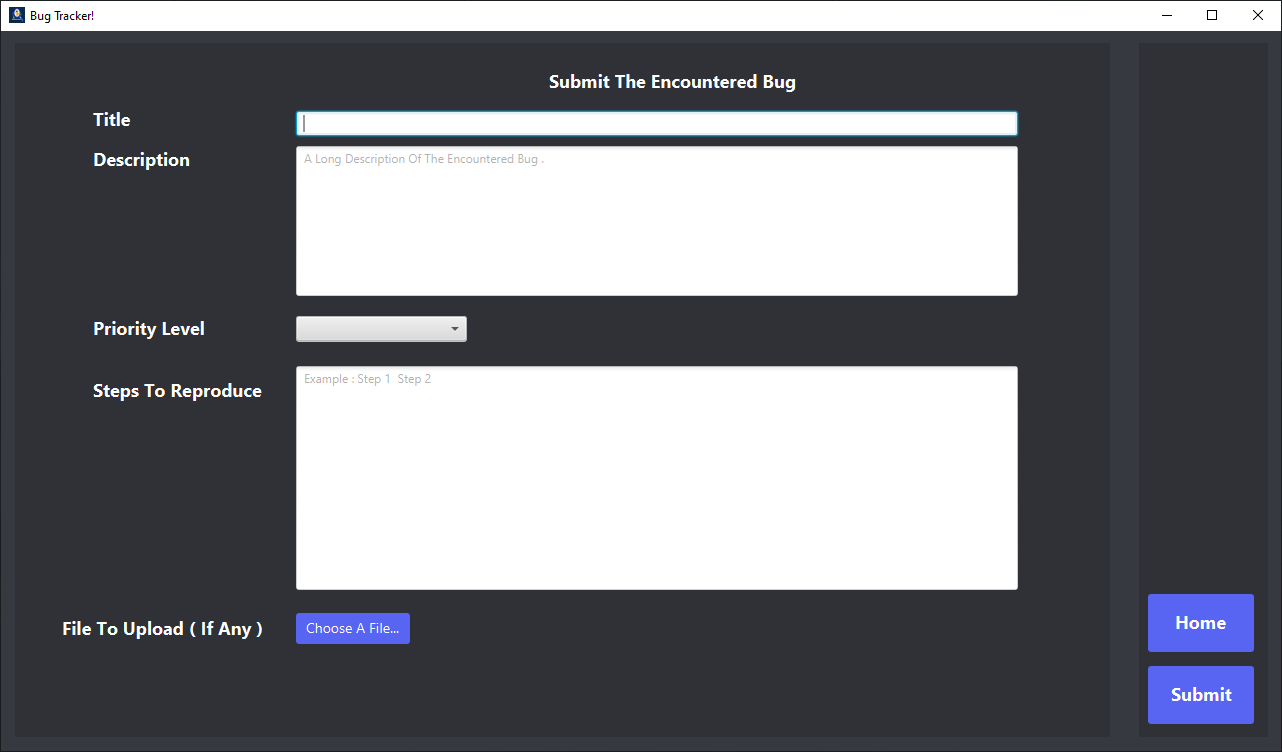 Bug Tracker!
Submit The Encountered Bug
Title
Description
A Long Description Of The Encountered Bug .
Priority Level
Steps To Reproduce
Example : Step 1  Step 2
File To Upload ( If Any )
Choose A File...
Home
Submit